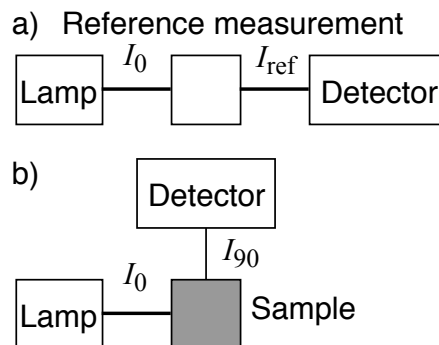 a) Reference measurement
I0 Iref
Lamp Detector
b)
Detector
I90
I0
Lamp Sample